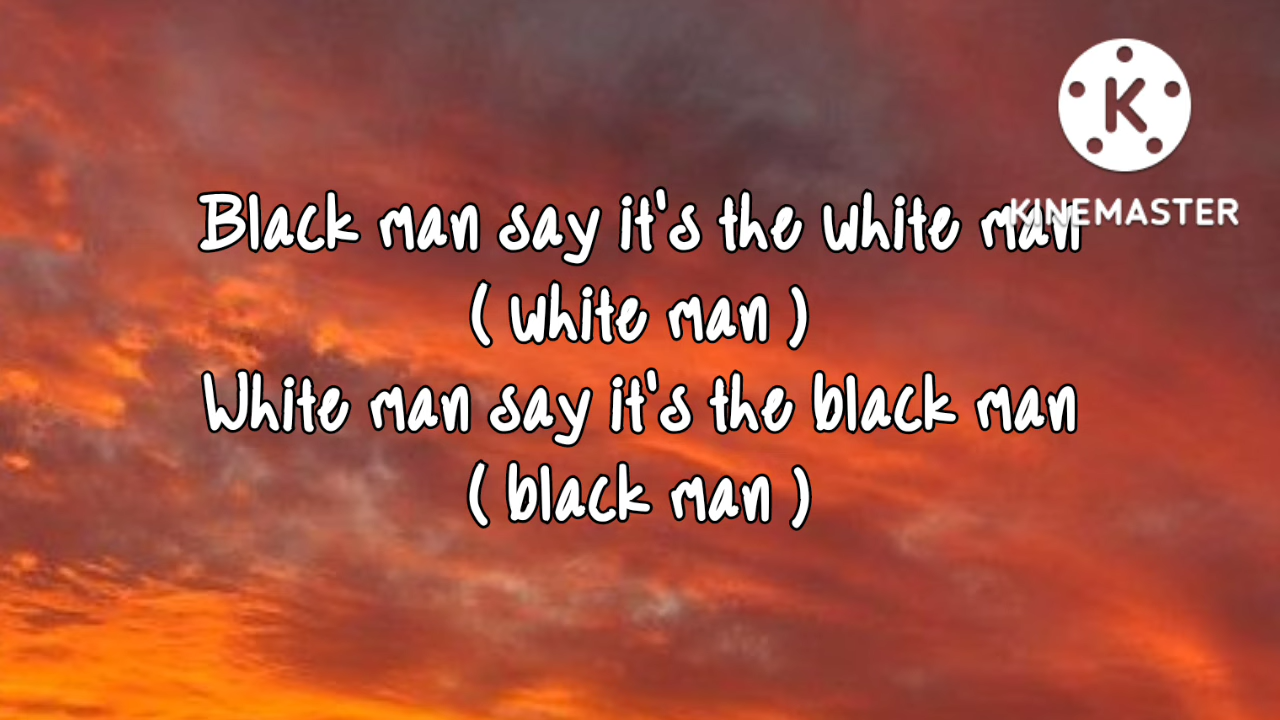 K
KINEMASTER
Black man say it's the white man
( white man )
White man say it's the black man
( black man )